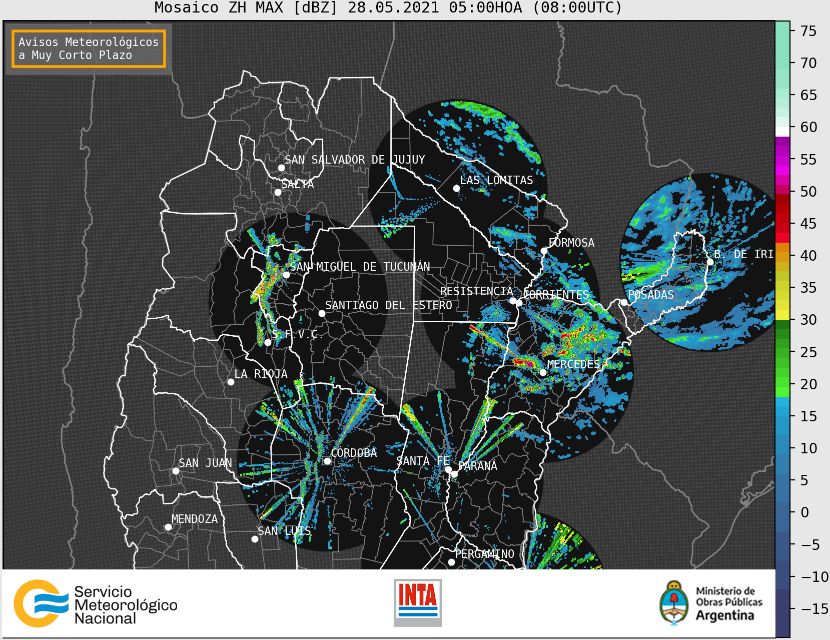 Mosaico ZH MAX [dBZ] 28.05.2021 05:00HOA (08:00UTC)
Avisos Meteorológicos
a Muy Corto Plazo
SAN SALVADOR DE JUJUY
SALTA
LAS LOMITAS
FORMOSA
B. DE IRI
SAN MIGUEL DE TUCUMÁN
RESISTENCIA
CORRIENTES
POSADAS
SANTIAGO DEL ESTERO
S.F.V.C
MERCEDES
LA RIOJA
CÓRDOBA
SANTA FE
PARANÁ
SAN JUAN
MENDOZA
SAN LUIS
PERGAMINO
75
70
65
60
55
50
45
40
35
30
25
20
15
10
5
0
−5
−10
−15
Servicio
Meteorológico
Nacional
INTA
Ministerio de
Obras Públicas
Argentina